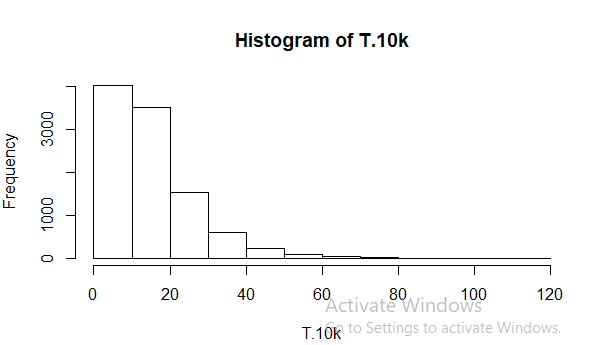 Histogram of T.10k
Frequency
3000
1000
0
0 20 40 60 80 100 120
Activate Windows
T.10k
Go to Settings to activate Windows.